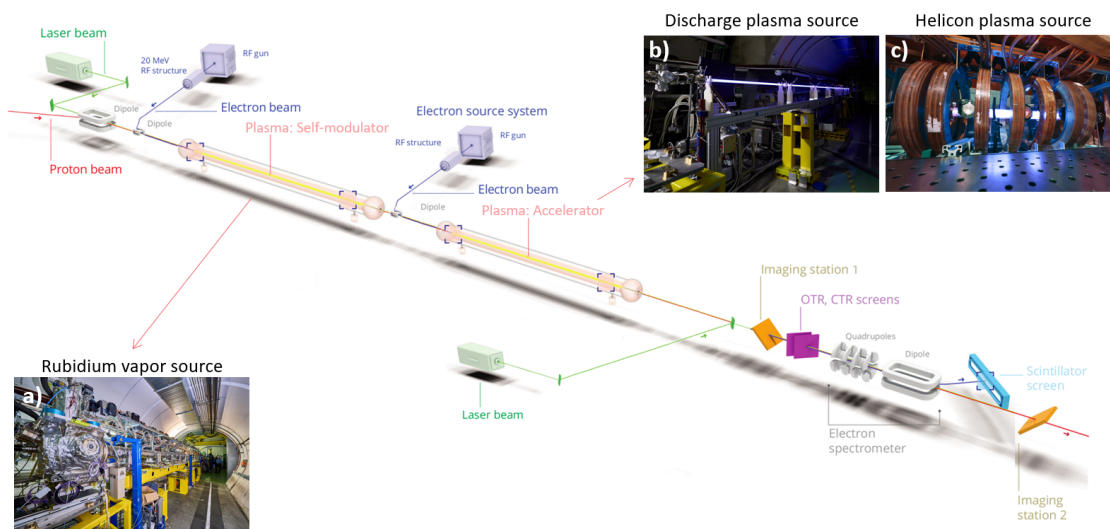 Discharge plasma source
Helicon plasma source
b)
c)
Laser beam
20 MeV
RF structure
RF gun
Dipole
Dipole
Electron beam
Proton beam
Plasma: Self-modulator
Electron source system
RF structure
RF gun
Electron beam
Dipole
Plasma: Accelerator
Imaging station 1
OTR, CTR screens
Quadrupoles
Dipole
Scintillator
screen
Laser beam
Electron
spectrometer
Imaging
station 2
Rubidium vapor source
a)